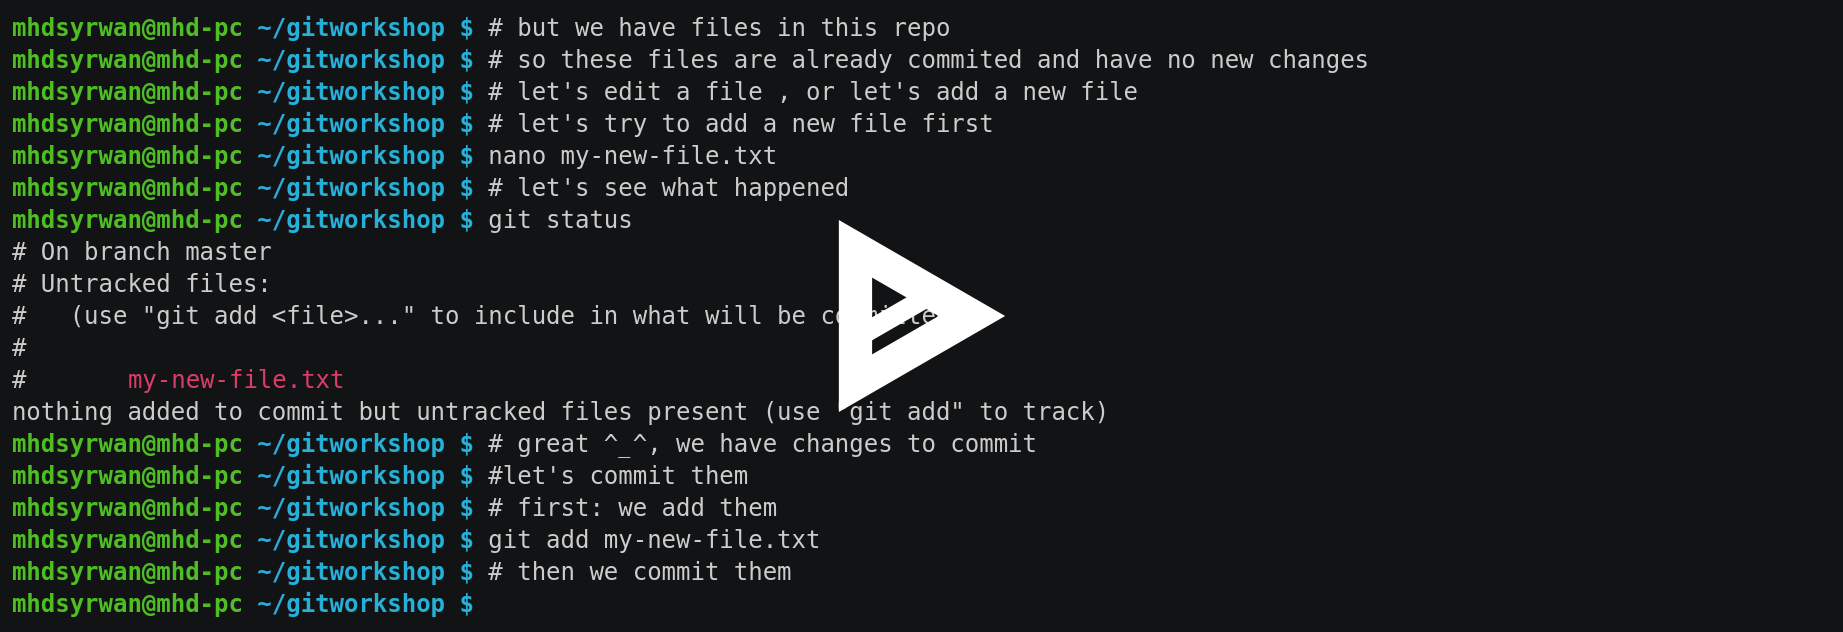 mhdsyrwan@mhd-pc ~/gitworkshop $ # but we have files in this repo
mhdsyrwan@mhd-pc ~/gitworkshop $ # so these files are already commited and have no new changes
mhdsyrwan@mhd-pc ~/gitworkshop $ # let's edit a file , or let's add a new file
mhdsyrwan@mhd-pc ~/gitworkshop $ # let's try to add a new file first
mhdsyrwan@mhd-pc ~/gitworkshop $ nano my-new-file.txt
mhdsyrwan@mhd-pc ~/gitworkshop $ # let's see what happened
mhdsyrwan@mhd-pc ~/gitworkshop $ git status
# On branch master
# Untracked files:
#   (use "git add <file>..." to include in what will be
#
#       my-new-file.txt
nothing added to commit but untracked files present (use "git add" to track)
mhdsyrwan@mhd-pc ~/gitworkshop $ # great ^_^, we have changes to commit
mhdsyrwan@mhd-pc ~/gitworkshop $ #let's commit them
mhdsyrwan@mhd-pc ~/gitworkshop $ # first: we add them
mhdsyrwan@mhd-pc ~/gitworkshop $ git add my-new-file.txt
mhdsyrwan@mhd-pc ~/gitworkshop $ # then we commit them
mhdsyrwan@mhd-pc ~/gitworkshop $